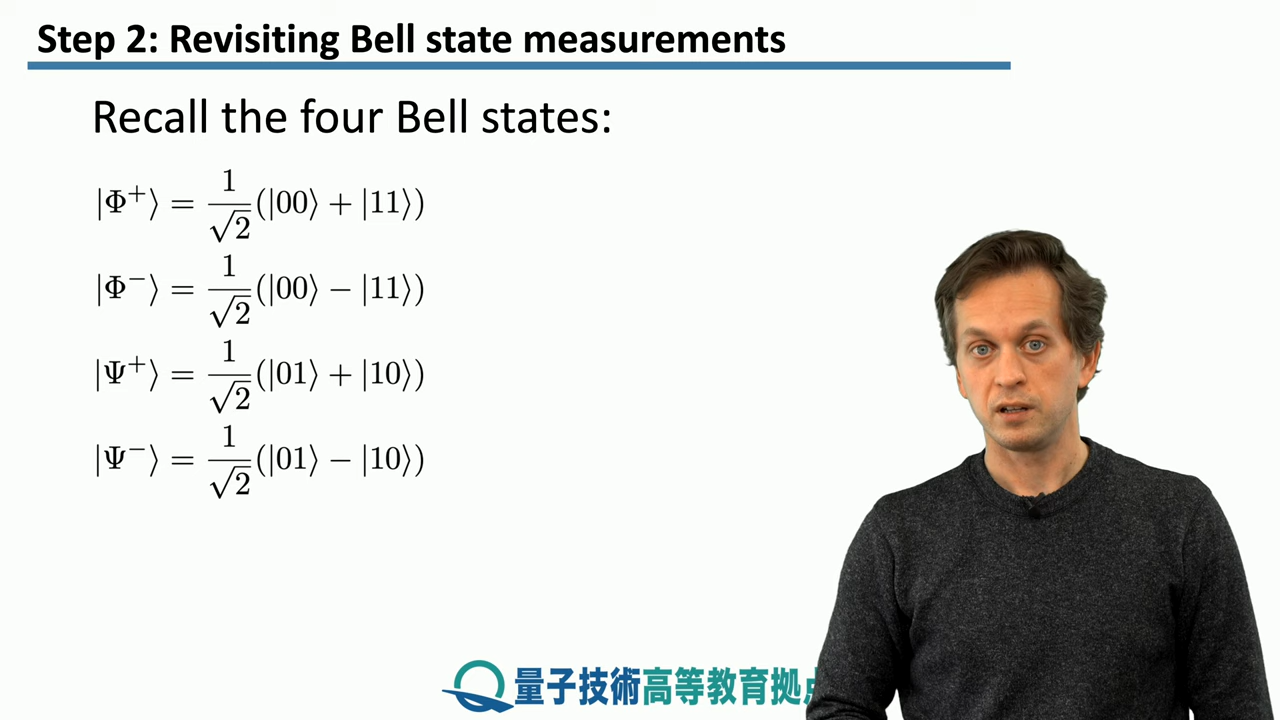 Step 2: Revisiting Bell state measurements
Recall the four Bell states:
|Φ⁺⟩ = 1/√2 (|00⟩ + |11⟩)
|Φ⁻⟩ = 1/√2 (|00⟩ − |11⟩)
|Ψ⁺⟩ = 1/√2 (|01⟩ + |10⟩)
|Ψ⁻⟩ = 1/√2 (|01⟩ − |10⟩)
量子技術高等教育拠点